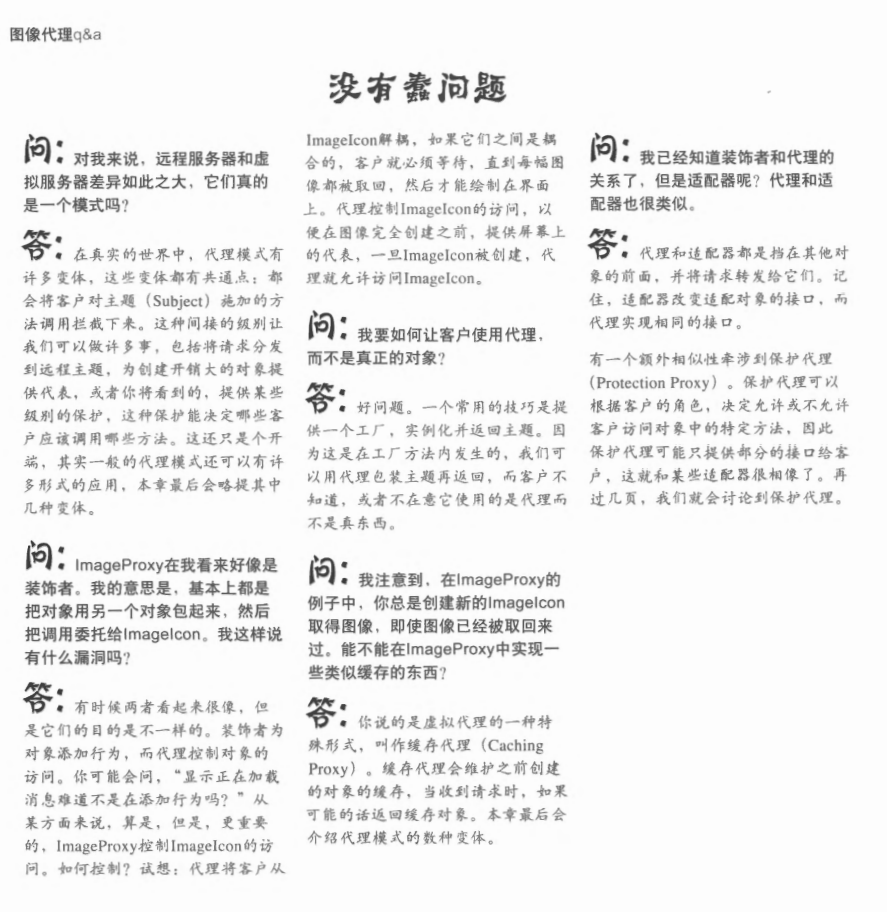 图像代理q&a
没有蠢问题
问：对我来说，远程服务器和虚
拟服务器差异如此之大，它们真的
是一个模式吗？
答：在真实的世界中，代理模式有
许多变体，这些变体都有共通点：都
会将客户对主题（Subject）施加的方
法调用拦截下来。这种间接的级别让
我们可以做许多事，包括将请求分发
到远程主题，为创建开销大的对象提
供代表，或者你将看到的，提供某些
级别的保护，这种保护能决定哪些客
户应该调用哪些方法。这还只是个开
端，其实一般的代理模式还可以有许
多形式的应用，本章最后会略提其中
几种变体。
问：ImageProxy在我看来好像是
装饰者。我的意思是，基本上都是
把对象用另一个对象包起来，然后
把调用委托给ImageIcon。我这样说
有什么漏洞吗？
答：有时候两者看起来很像，但
是它们的目的是不一样的。装饰者为
对象添加行为，而代理控制对象的
访问。你可能会问，“显示正在加载
消息难道不是在添加行为吗？”从
某方面来说，算是，但是，更重要
的，ImageProxy控制ImageIcon的访
问。如何控制？试想：代理将客户从
ImageIcon解耦，如果它们之间是耦
合的，客户就必须等待，直到每幅图
像都被取回，然后才能绘制在界面
上。代理控制ImageIcon的访问，以
便在图像完全创建之前，提供屏幕上
的代表，一旦ImageIcon被创建，代
理就允许访问ImageIcon。
问：我要如何让客户使用代理，
而不是真正的对象？
答：好问题。一个常用的技巧是提
供一个工厂，实例化并返回主题。因
为这是在工厂方法内发生的，我们可
以用代理包装主题再返回，而客户不
知道，或者不在意它使用的是代理而
不是真东西。
问：我注意到，在ImageProxy的
例子中，你总是创建新的ImageIcon
取得图像，即使图像已经被取回来
过。能不能在ImageProxy中实现一
些类似缓存的东西？
答：你说的是虚拟代理的一种特
殊形式，叫作缓存代理（Caching
Proxy）。缓存代理会维护之前创建
的对象的缓存，当收到请求时，如果
可能的话返回缓存对象。本章最后会
介绍代理模式的数种变体。
问：我已经知道装饰者和代理的
关系了，但是适配器呢？代理和适
配器也很类似。
答：代理和适配器都是挡在其他对
象的前面，并将请求转发给它们。记
住，适配器改变适配对象的接口，而
代理实现相同的接口。
有一个额外相似性牵涉到保护代理
（Protection Proxy）。保护代理可以
根据客户的角色，决定允许或不允许
客户访问对象中的特定方法，因此
保护代理可能只提供部分的接口给客
户，这就和某些适配器很相像了。再
过几页，我们就会讨论到保护代理。